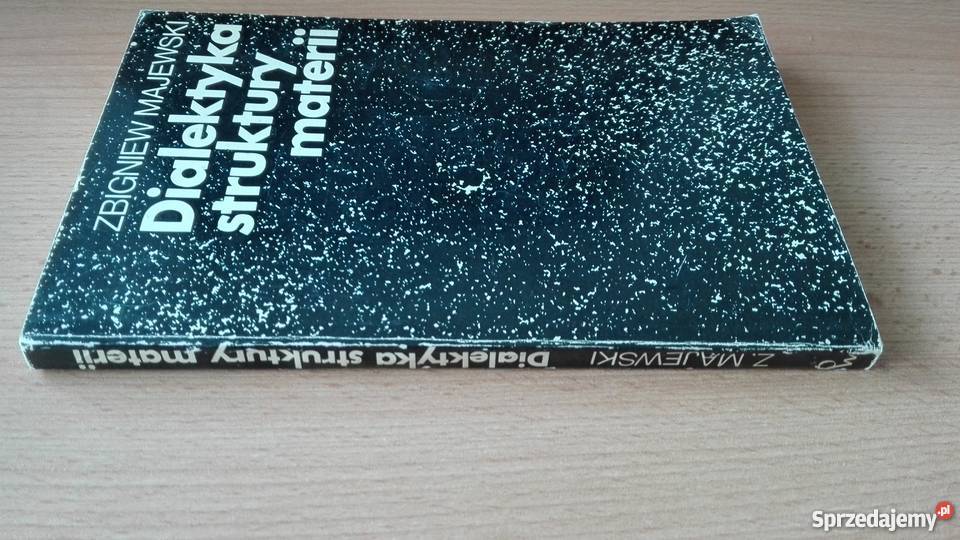 ZBIGNIEW MAJEWSKI
Dialektyka
struktury
materii
Z. MAJEWSKI
Dialektyka struktury materii
Sprzedajemy.pl